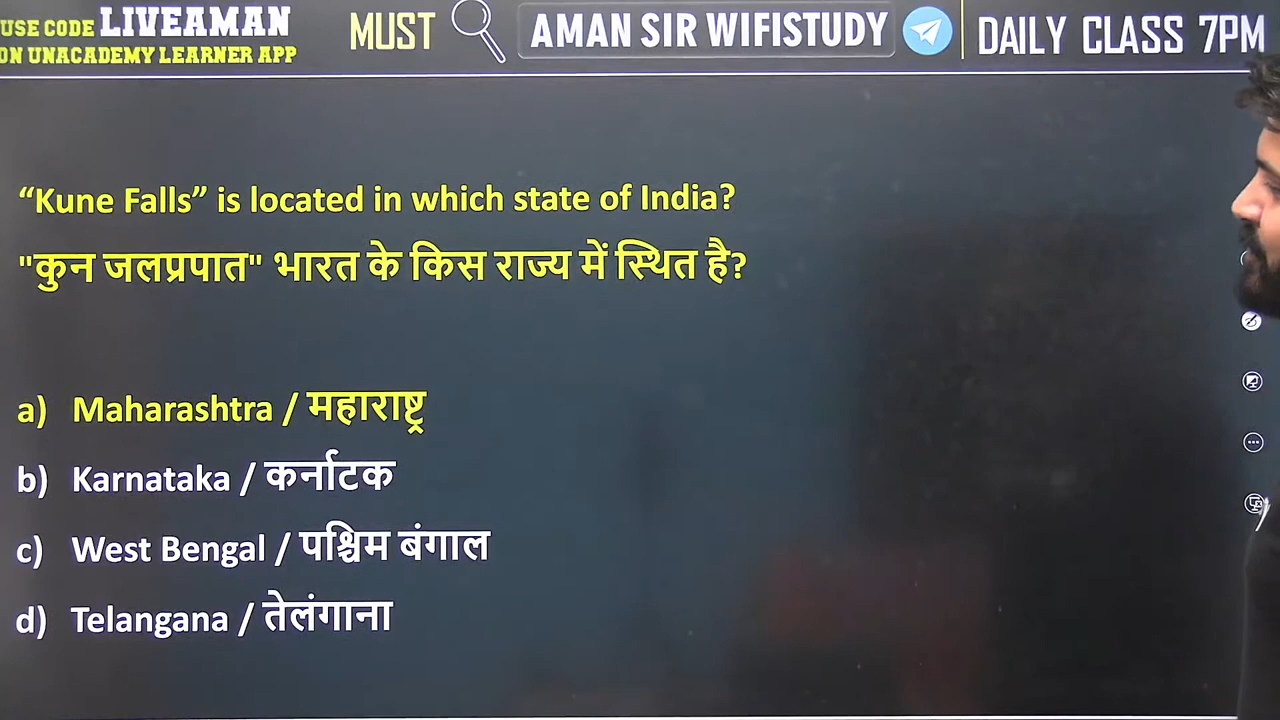 USE CODE LIVEAMAN
ON UNACADEMY LEARNER APP
MUST
AMAN SIR WIFISTUDY
DAILY CLASS 7PM
“Kune Falls” is located in which state of India?
"कुन जलप्रपात" भारत के किस राज्य में स्थित है?
a) Maharashtra / महाराष्ट्र
b) Karnataka / कर्नाटक
c) West Bengal / पश्चिम बंगाल
d) Telangana / तेलंगाना